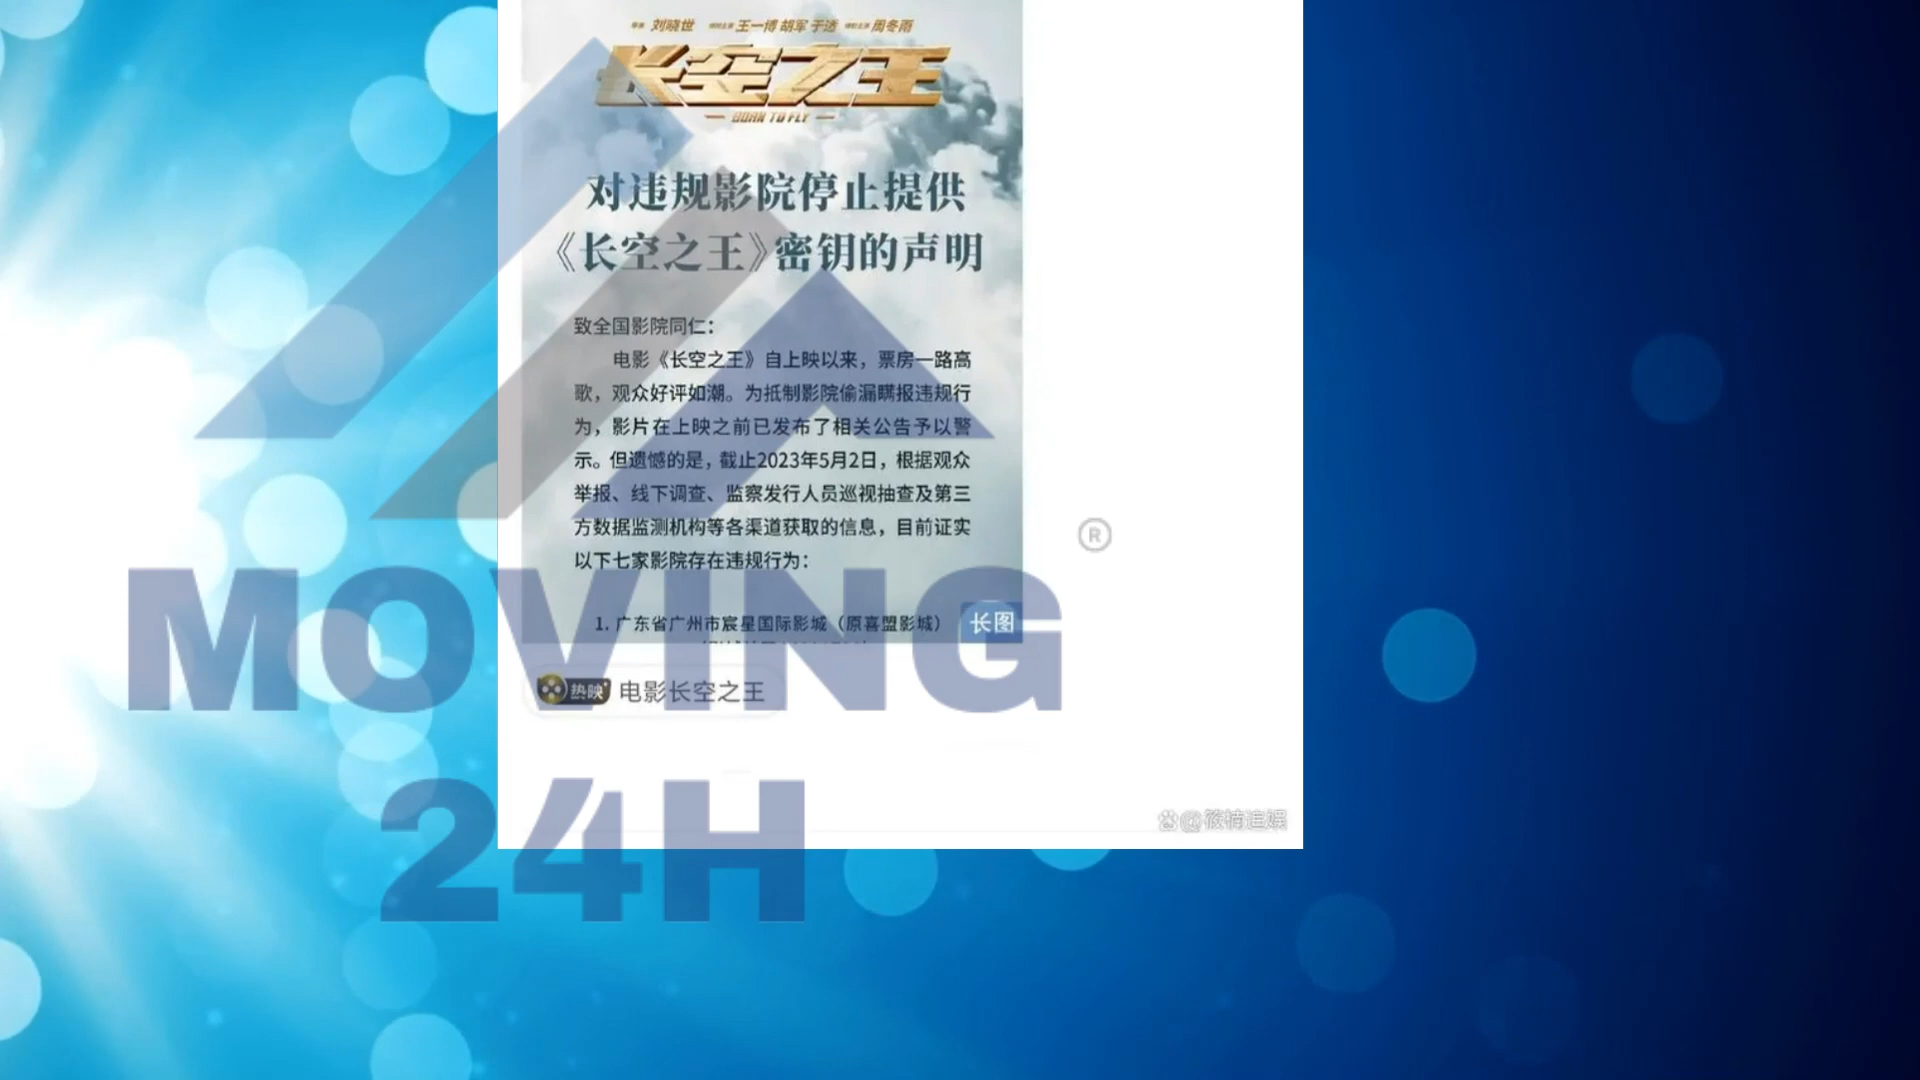 导演 刘晓世 特别主演 王一博 胡军 于适 特邀主演 周冬雨
长空之王
BORN TO FLY
对违规影院停止提供
《长空之王》密钥的声明
致全国影院同仁:
电影《长空之王》自上映以来，票房一路高
歌，观众好评如潮。为抵制影院偷漏瞒报违规行
为，影片在上映之前已发布了相关公告予以警
示。但遗憾的是，截止2023年5月2日，根据观众
举报、线下调查、监察发行人员巡视抽查及第三
方数据监测机构等各渠道获取的信息，目前证实
以下七家影院存在违规行为:
®
1. 广东省广州市宸星国际影城（原喜盟影城）
长图
热映 电影长空之王
MOVING
24H